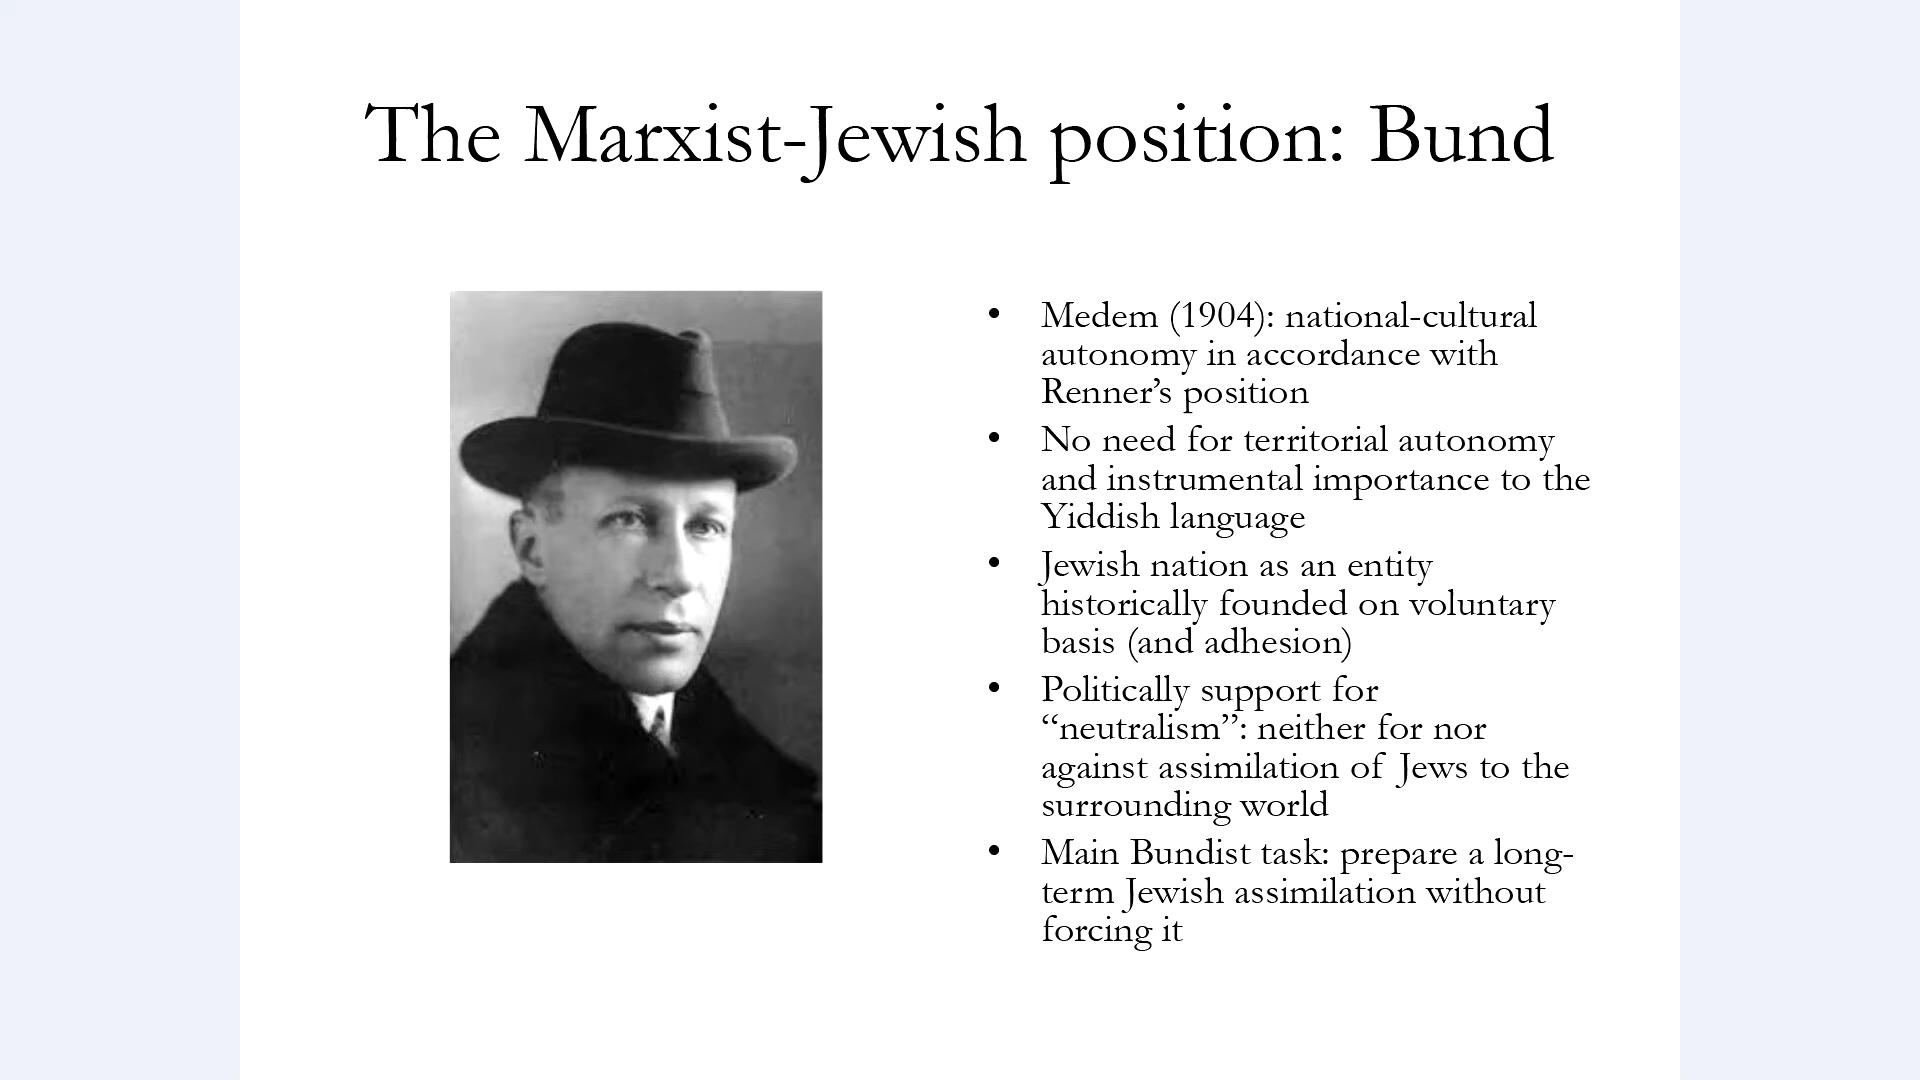 The Marxist-Jewish position: Bund
• Medem (1904): national-cultural
autonomy in accordance with
Renner’s position
• No need for territorial autonomy
and instrumental importance to the
Yiddish language
• Jewish nation as an entity
historically founded on voluntary
basis (and adhesion)
• Politically support for
“neutralism”: neither for nor
against assimilation of Jews to the
surrounding world
• Main Bundist task: prepare a long-
term Jewish assimilation without
forcing it